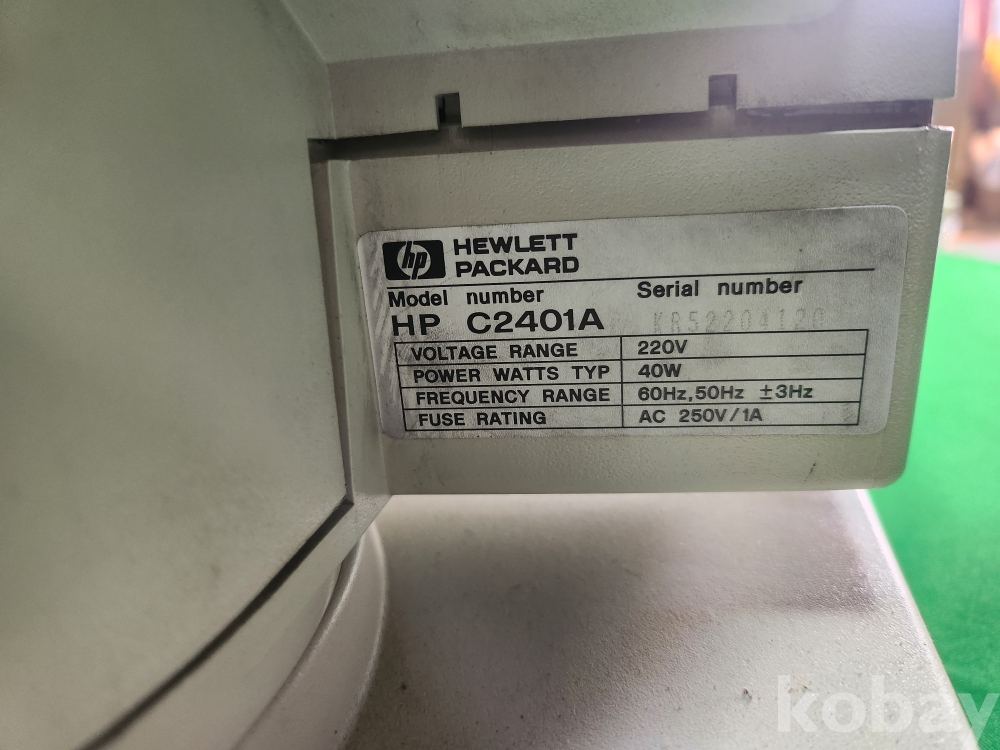 hp HEWLETT
PACKARD
Model number Serial number
HP C2401A KR52204120
VOLTAGE RANGE 220V
POWER WATTS TYP 40W
FREQUENCY RANGE 60Hz,50Hz ±3Hz
FUSE RATING AC 250V/1A
kobay